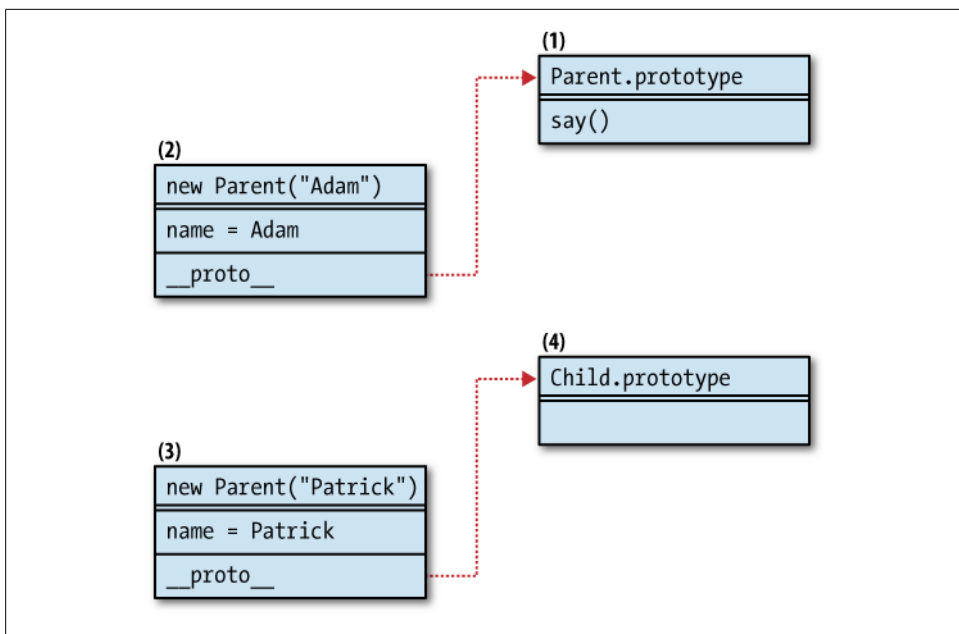 (1)
Parent.prototype
say()
(2)
new Parent("Adam")
name = Adam
__proto__
(4)
Child.prototype
(3)
new Parent("Patrick")
name = Patrick
__proto__